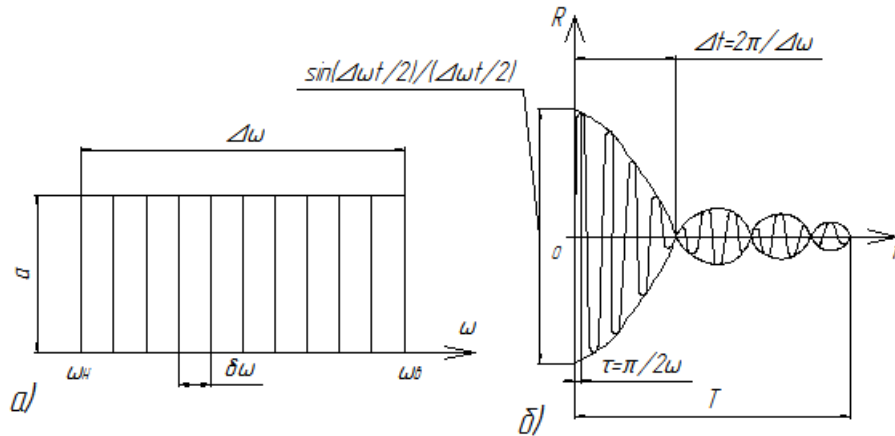 Δω
a
ω
ωн
δω
ωв
а)
R
Δt=2π/Δω
sin(Δωt/2)/(Δωt/2)
0
τ=π/2ω
T
б)